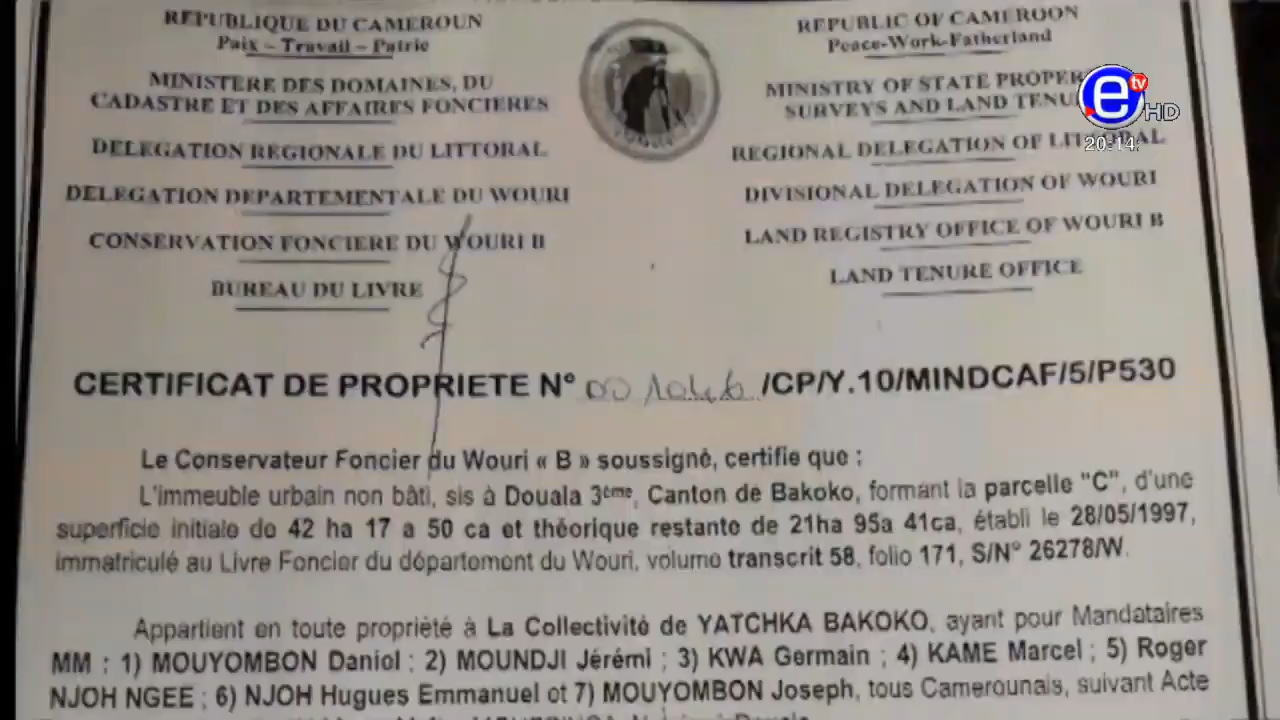 REPUBLIQUE DU CAMEROUN
Paix – Travail – Patrie
MINISTERE DES DOMAINES, DU
CADASTRE ET DES AFFAIRES FONCIERES
DELEGATION REGIONALE DU LITTORAL
DELEGATION DEPARTEMENTALE DU WOURI
CONSERVATION FONCIERE DU WOURI B
BUREAU DU LIVRE
REPUBLIC OF CAMEROON
Peace-Work-Fatherland
MINISTRY OF STATE PROPER
SURVEYS AND LAND TENU
REGIONAL DELEGATION OF LITTORAL
DIVISIONAL DELEGATION OF WOURI
LAND REGISTRY OFFICE OF WOURI B
LAND TENURE OFFICE
e tv HD
20:14
CERTIFICAT DE PROPRIETE N° /CP/Y.10/MINDCAF/5/P530
Le Conservateur Foncier du Wouri « B » soussigné, certifie que :
L'immeuble urbain non bâti, sis à Douala 3ème, Canton de Bakoko, formant la parcelle "C", d'une
superficie initiale de 42 ha 17 a 50 ca et théorique restante de 21ha 95a 41ca, établi le 28/05/1997,
immatriculé au Livre Foncier du département du Wouri, volume transcrit 58, folio 171, S/N° 26278/W.
Appartient en toute propriété à La Collectivité de YATCHKA BAKOKO, ayant pour Mandataires
MM : 1) MOUYOMBON Daniel ; 2) MOUNDJI Jérémi ; 3) KWA Germain ; 4) KAME Marcel ; 5) Roger
NJOH NGEE ; 6) NJOH Hugues Emmanuel et 7) MOUYOMBON Joseph, tous Camerounais, suivant Acte